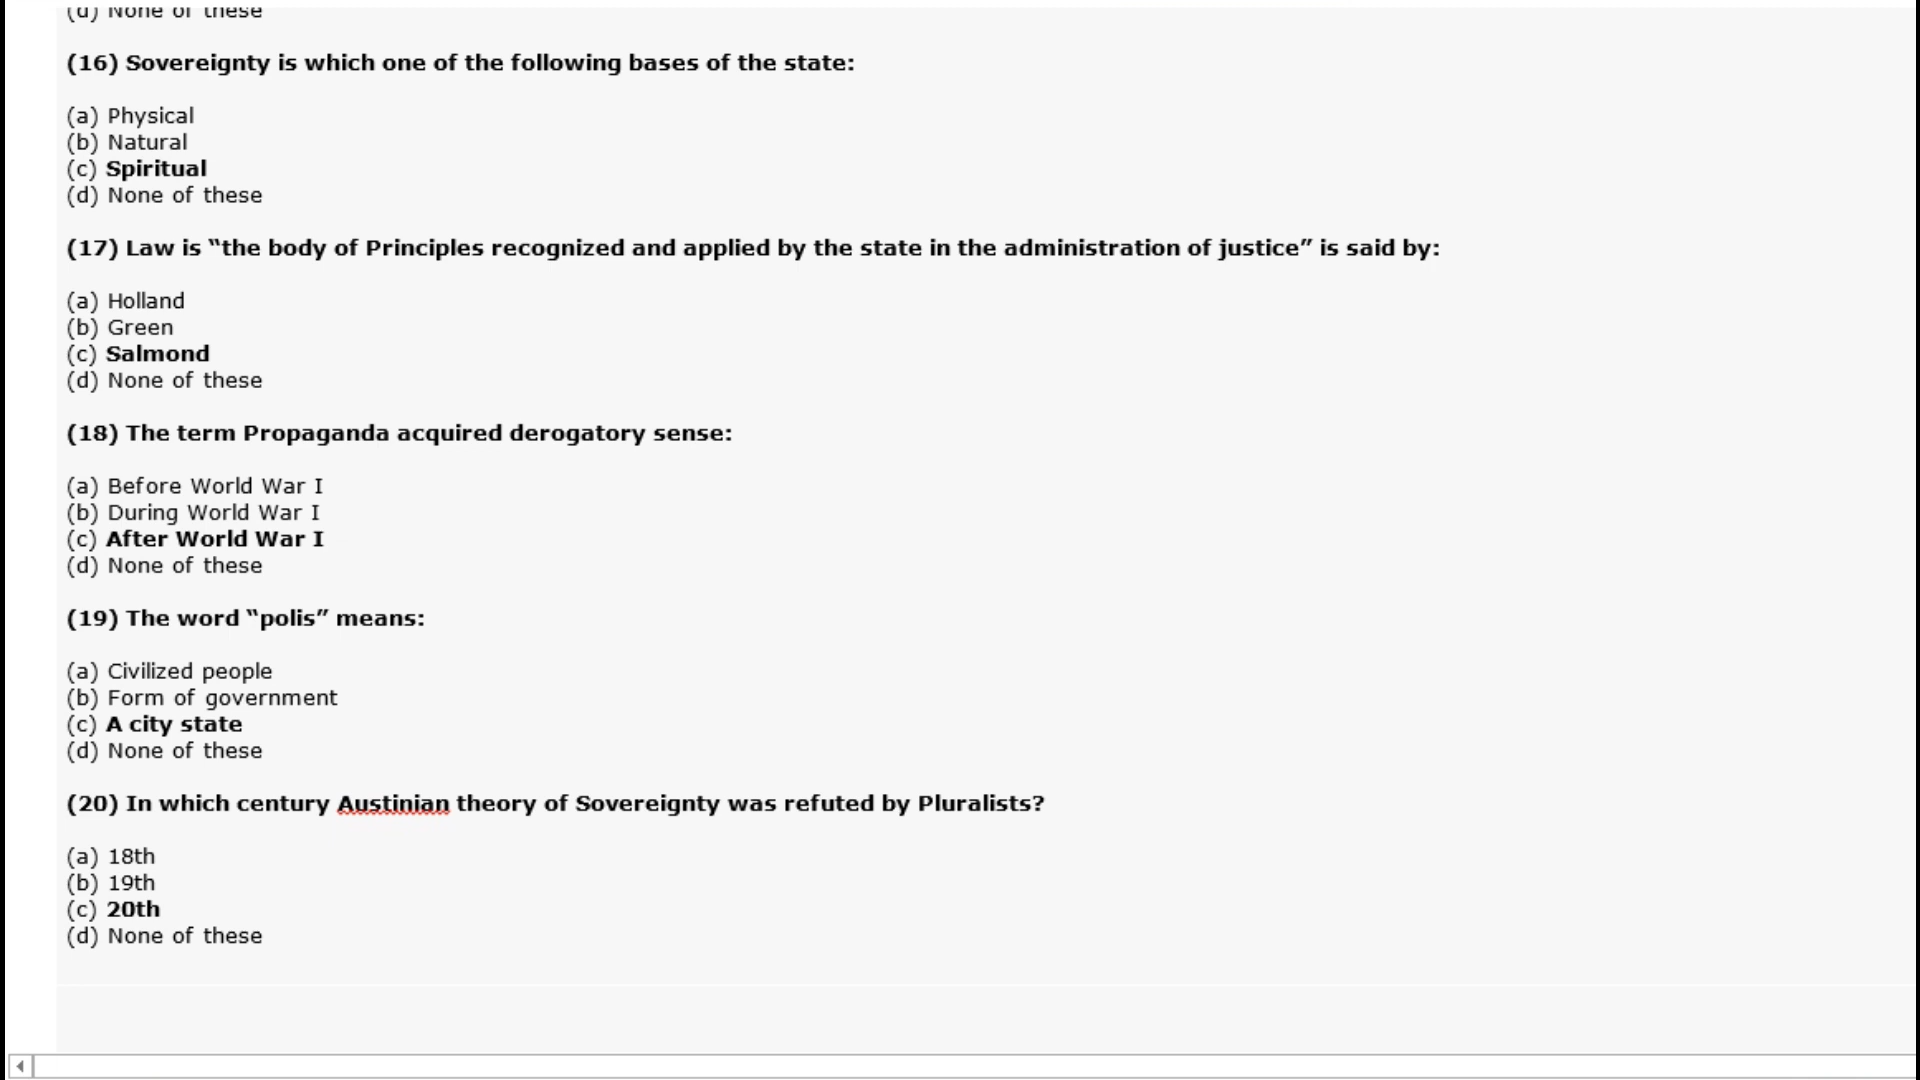 (d) None of these
(16) Sovereignty is which one of the following bases of the state:
(a) Physical
(b) Natural
(c) Spiritual
(d) None of these
(17) Law is “the body of Principles recognized and applied by the state in the administration of justice” is said by:
(a) Holland
(b) Green
(c) Salmond
(d) None of these
(18) The term Propaganda acquired derogatory sense:
(a) Before World War I
(b) During World War I
(c) After World War I
(d) None of these
(19) The word “polis” means:
(a) Civilized people
(b) Form of government
(c) A city state
(d) None of these
(20) In which century Austinian theory of Sovereignty was refuted by Pluralists?
(a) 18th
(b) 19th
(c) 20th
(d) None of these